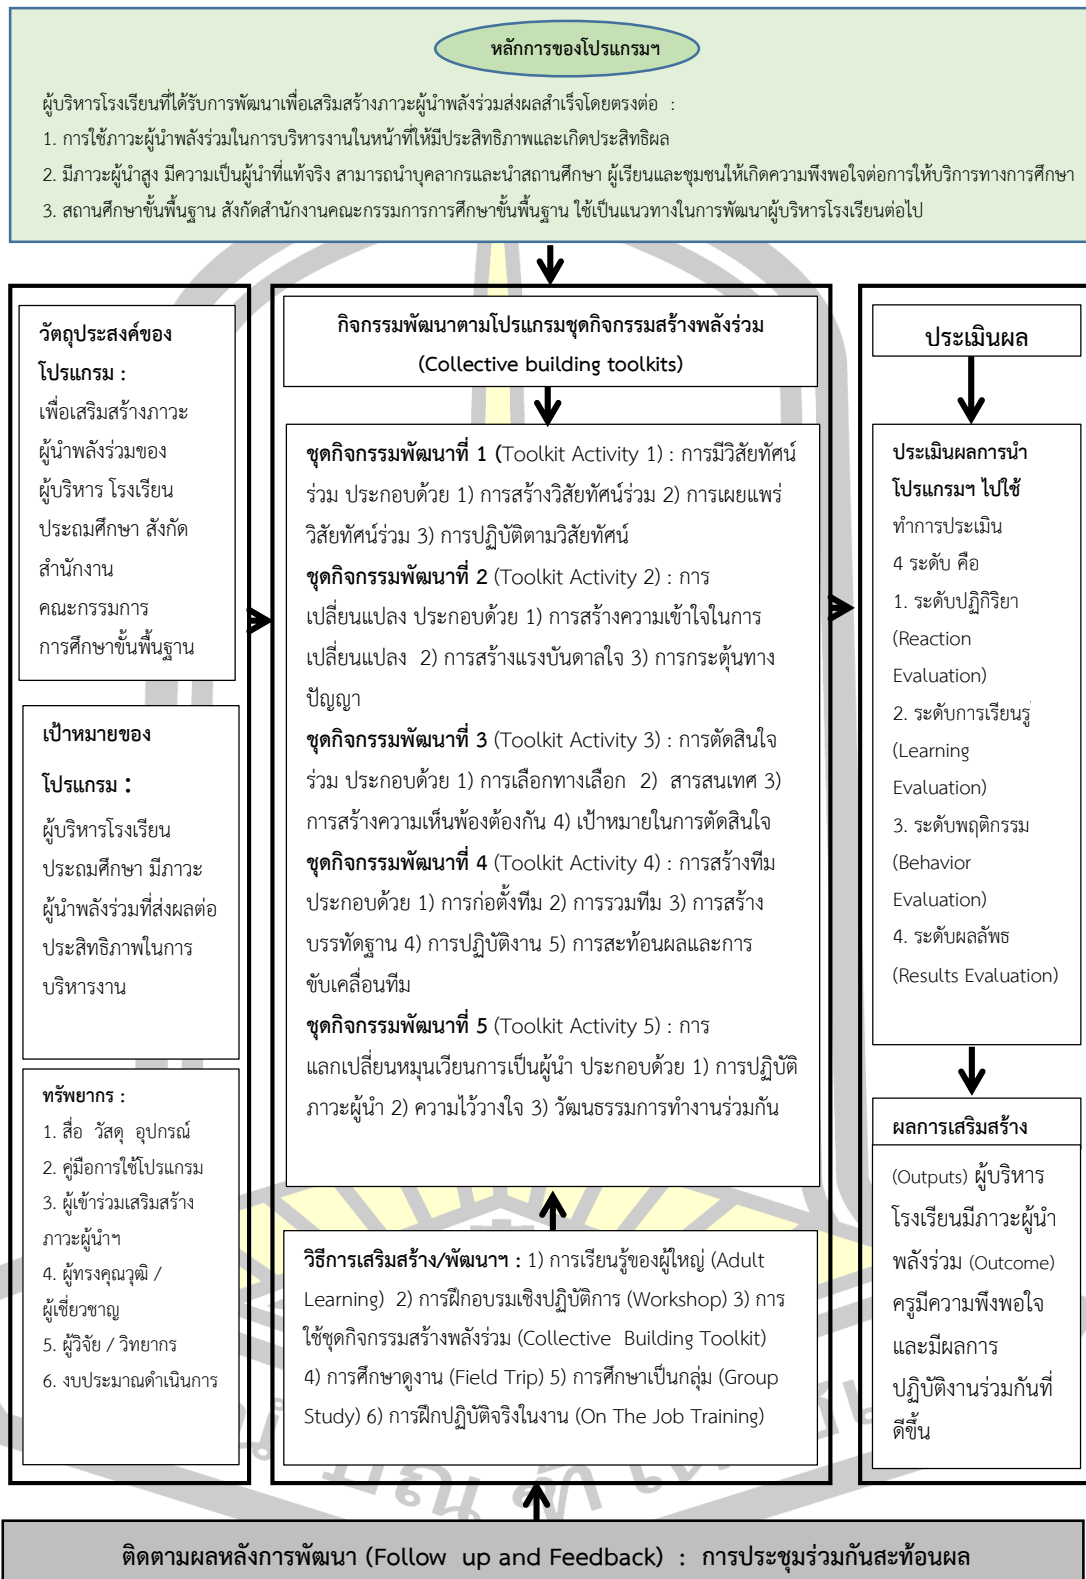 หลักการของโปรแกรมฯ
ผู้บริหารโรงเรียนที่ได้รับการพัฒนาเพื่อเสริมสร้างภาวะผู้นำพลังร่วมส่งผลสำเร็จโดยตรงต่อ :
1. การใช้ภาวะผู้นำพลังร่วมในการบริหารงานในหน้าที่ให้มีประสิทธิภาพและเกิดประสิทธิผล
2. มีภาวะผู้นำสูง มีความเป็นผู้นำที่แท้จริง สามารถนำบุคลากรและนำสถานศึกษา ผู้เรียนและชุมชนให้เกิดความพึงพอใจต่อการให้บริการทางการศึกษา
3. สถานศึกษาขั้นพื้นฐาน สังกัดสำนักงานคณะกรรมการการศึกษาขั้นพื้นฐาน ใช้เป็นแนวทางในการพัฒนาผู้บริหารโรงเรียนต่อไป
วัตถุประสงค์ของ
โปรแกรม :
เพื่อเสริมสร้างภาวะ
ผู้นำพลังร่วมของ
ผู้บริหาร โรงเรียน
ประถมศึกษา สังกัด
สำนักงาน
คณะกรรมการ
การศึกษาขั้นพื้นฐาน
เป้าหมายของ
โปรแกรม :
ผู้บริหารโรงเรียน
ประถมศึกษา มีภาวะ
ผู้นำพลังร่วมที่ส่งผลต่อ
ประสิทธิภาพในการ
บริหารงาน
ทรัพยากร :
1. สื่อ วัสดุ อุปกรณ์
2. คู่มือการใช้โปรแกรม
3. ผู้เข้าร่วมเสริมสร้าง
ภาวะผู้นำฯ
4. ผู้ทรงคุณวุฒิ /
ผู้เชี่ยวชาญ
5. ผู้วิจัย / วิทยากร
6. งบประมาณดำเนินการ
กิจกรรมพัฒนาตามโปรแกรมชุดกิจกรรมสร้างพลังร่วม
(Collective building toolkits)
ชุดกิจกรรมพัฒนาที่ 1 (Toolkit Activity 1) : การมีวิสัยทัศน์
ร่วม ประกอบด้วย 1) การสร้างวิสัยทัศน์ร่วม 2) การเผยแพร่
วิสัยทัศน์ร่วม 3) การปฏิบัติตามวิสัยทัศน์
ชุดกิจกรรมพัฒนาที่ 2 (Toolkit Activity 2) : การ
เปลี่ยนแปลง ประกอบด้วย 1) การสร้างความเข้าใจในการ
เปลี่ยนแปลง 2) การสร้างแรงบันดาลใจ 3) การกระตุ้นทาง
ปัญญา
ชุดกิจกรรมพัฒนาที่ 3 (Toolkit Activity 3) : การตัดสินใจ
ร่วม ประกอบด้วย 1) การเลือกทางเลือก 2) สารสนเทศ 3)
การสร้างความเห็นพ้องต้องกัน 4) เป้าหมายในการตัดสินใจ
ชุดกิจกรรมพัฒนาที่ 4 (Toolkit Activity 4) : การสร้างทีม
ประกอบด้วย 1) การก่อตั้งทีม 2) การรวมทีม 3) การสร้าง
บรรทัดฐาน 4) การปฏิบัติงาน 5) การสะท้อนผลและการ
ขับเคลื่อนทีม
ชุดกิจกรรมพัฒนาที่ 5 (Toolkit Activity 5) : การ
แลกเปลี่ยนหมุนเวียนการเป็นผู้นำ ประกอบด้วย 1) การปฏิบัติ
ภาวะผู้นำ 2) ความไว้วางใจ 3) วัฒนธรรมการทำงานร่วมกัน
วิธีการเสริมสร้าง/พัฒนาฯ : 1) การเรียนรู้ของผู้ใหญ่ (Adult
Learning) 2) การฝึกอบรมเชิงปฏิบัติการ (Workshop) 3) การ
ใช้ชุดกิจกรรมสร้างพลังร่วม (Collective Building Toolkit)
4) การศึกษาดูงาน (Field Trip) 5) การศึกษาเป็นกลุ่ม (Group
Study) 6) การฝึกปฏิบัติจริงในงาน (On The Job Training)
ประเมินผล
ประเมินผลการนำ
โปรแกรมฯ ไปใช้
ทำการประเมิน
4 ระดับ คือ
1. ระดับปฏิกิริยา
(Reaction
Evaluation)
2. ระดับการเรียนรู้
(Learning
Evaluation)
3. ระดับพฤติกรรม
(Behavior
Evaluation)
4. ระดับผลลัพธ
(Results Evaluation)
ผลการเสริมสร้าง
(Outputs) ผู้บริหาร
โรงเรียนมีภาวะผู้นำ
พลังร่วม (Outcome)
ครูมีความพึงพอใจ
และมีผลการ
ปฏิบัติงานร่วมกันที่
ดีขึ้น
ติดตามผลหลังการพัฒนา (Follow up and Feedback) : การประชุมร่วมกันสะท้อนผล